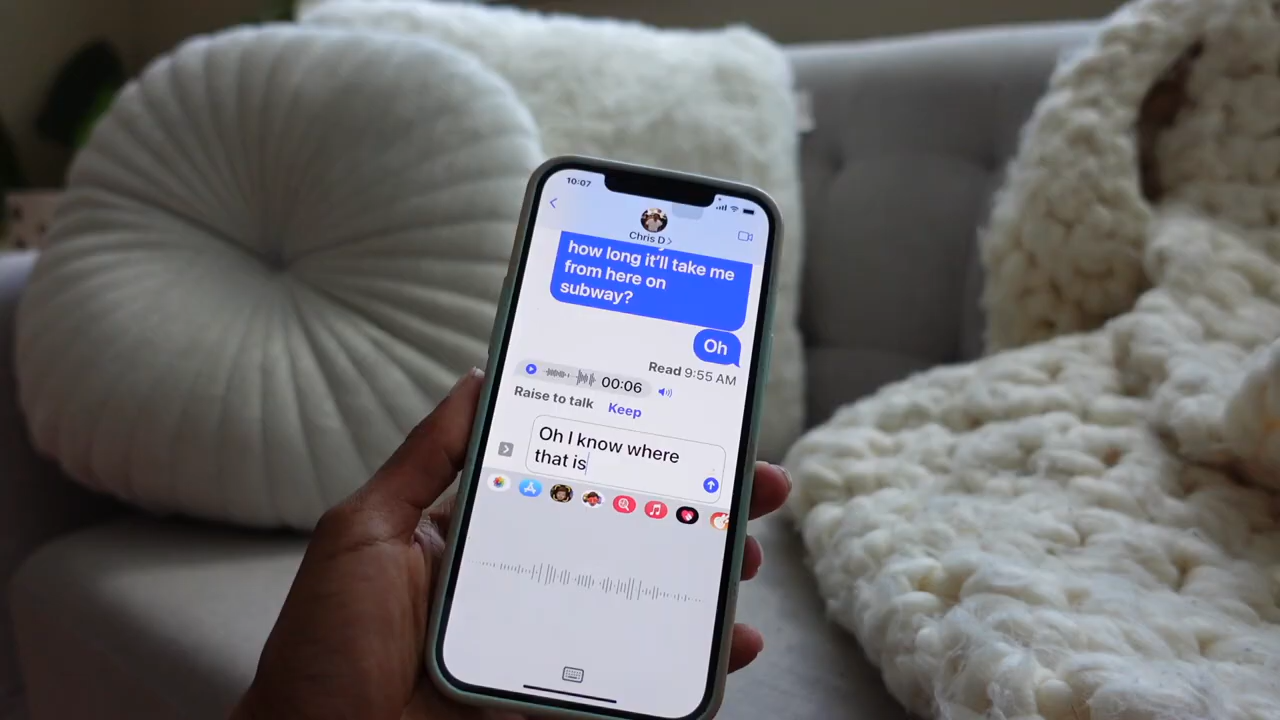 10:07
Chris D
how long it'll take me
from here on
subway?
Oh
Read 9:55 AM
00:06
Raise to talk Keep
Oh I know where
that is